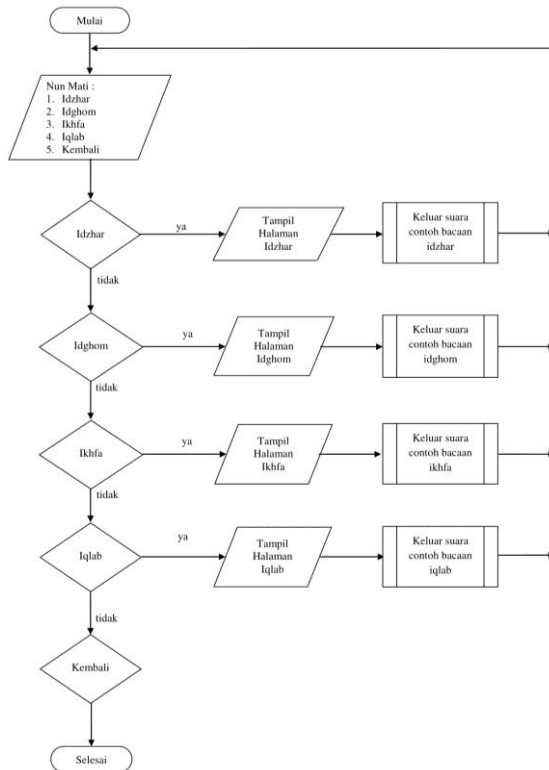 Mulai
Nun Mati :
1. Idzhar
2. Idghom
3. Ikhfa
4. Iqlab
5. Kembali
Idzhar
ya
Tampil
Halaman
Idzhar
Keluar suara
contoh bacaan
idzhar
tidak
Idghom
ya
Tampil
Halaman
Idghom
Keluar suara
contoh bacaan
idghom
tidak
Ikhfa
ya
Tampil
Halaman
Ikhfa
Keluar suara
contoh bacaan
ikhfa
tidak
Iqlab
ya
Tampil
Halaman
Iqlab
Keluar suara
contoh bacaan
iqlab
tidak
Kembali
Selesai